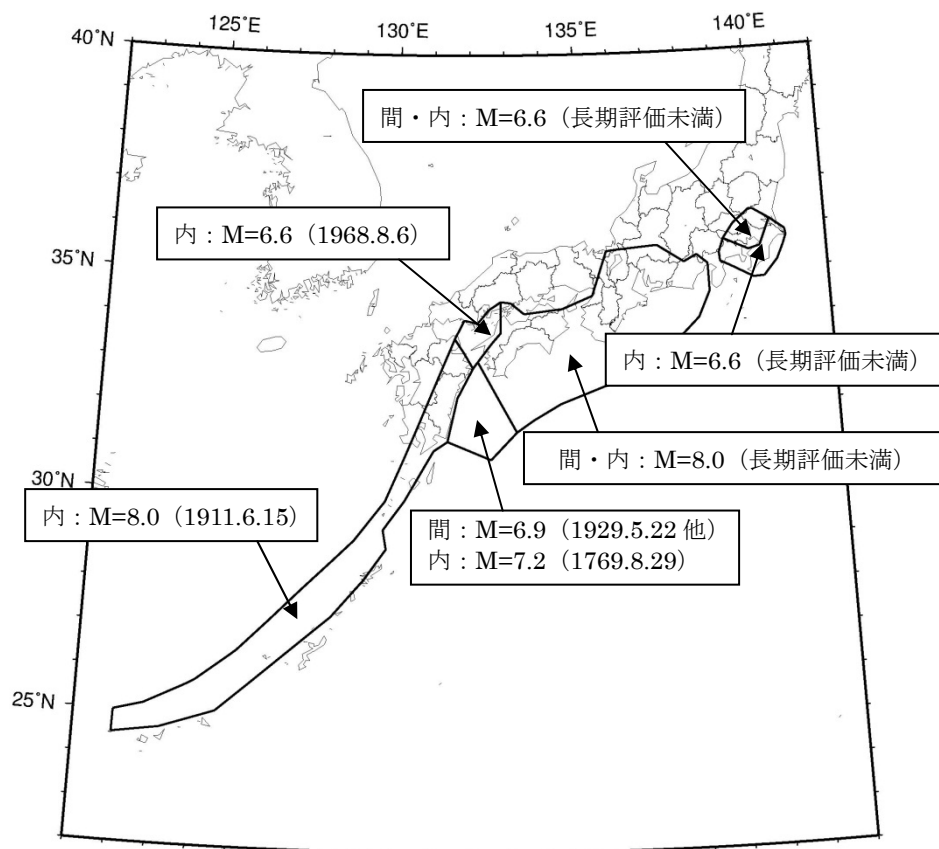 125°E
130°E
135°E
140°E
40°N
間・内：M=6.6（長期評価未満）
内：M=6.6（1968.8.6）
35°N
内：M=6.6（長期評価未満）
間・内：M=8.0（長期評価未満）
30°N
内：M=8.0（1911.6.15）
間：M=6.9（1929.5.22 他）
内：M=7.2（1769.8.29）
25°N